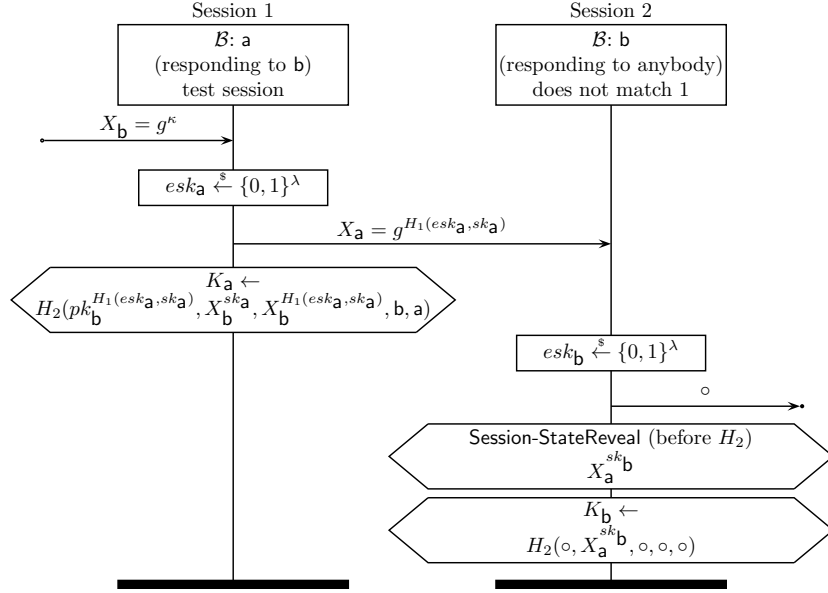 Session 1
𝓑: a
(responding to b)
test session
X_b = g^κ
esk_a ←$ {0, 1}^λ
X_a = g^{H_1(esk_a, sk_a)}
K_a ←
H_2(pk_b^{H_1(esk_a, sk_a)}, X_b^{sk_a}, X_b^{H_1(esk_a, sk_a)}, b, a)
Session 2
𝓑: b
(responding to anybody)
does not match 1
esk_b ←$ {0, 1}^λ
○
Session-StateReveal (before H_2)
X_a^{sk_b}
K_b ←
H_2(○, X_a^{sk_b}, ○, ○, ○)